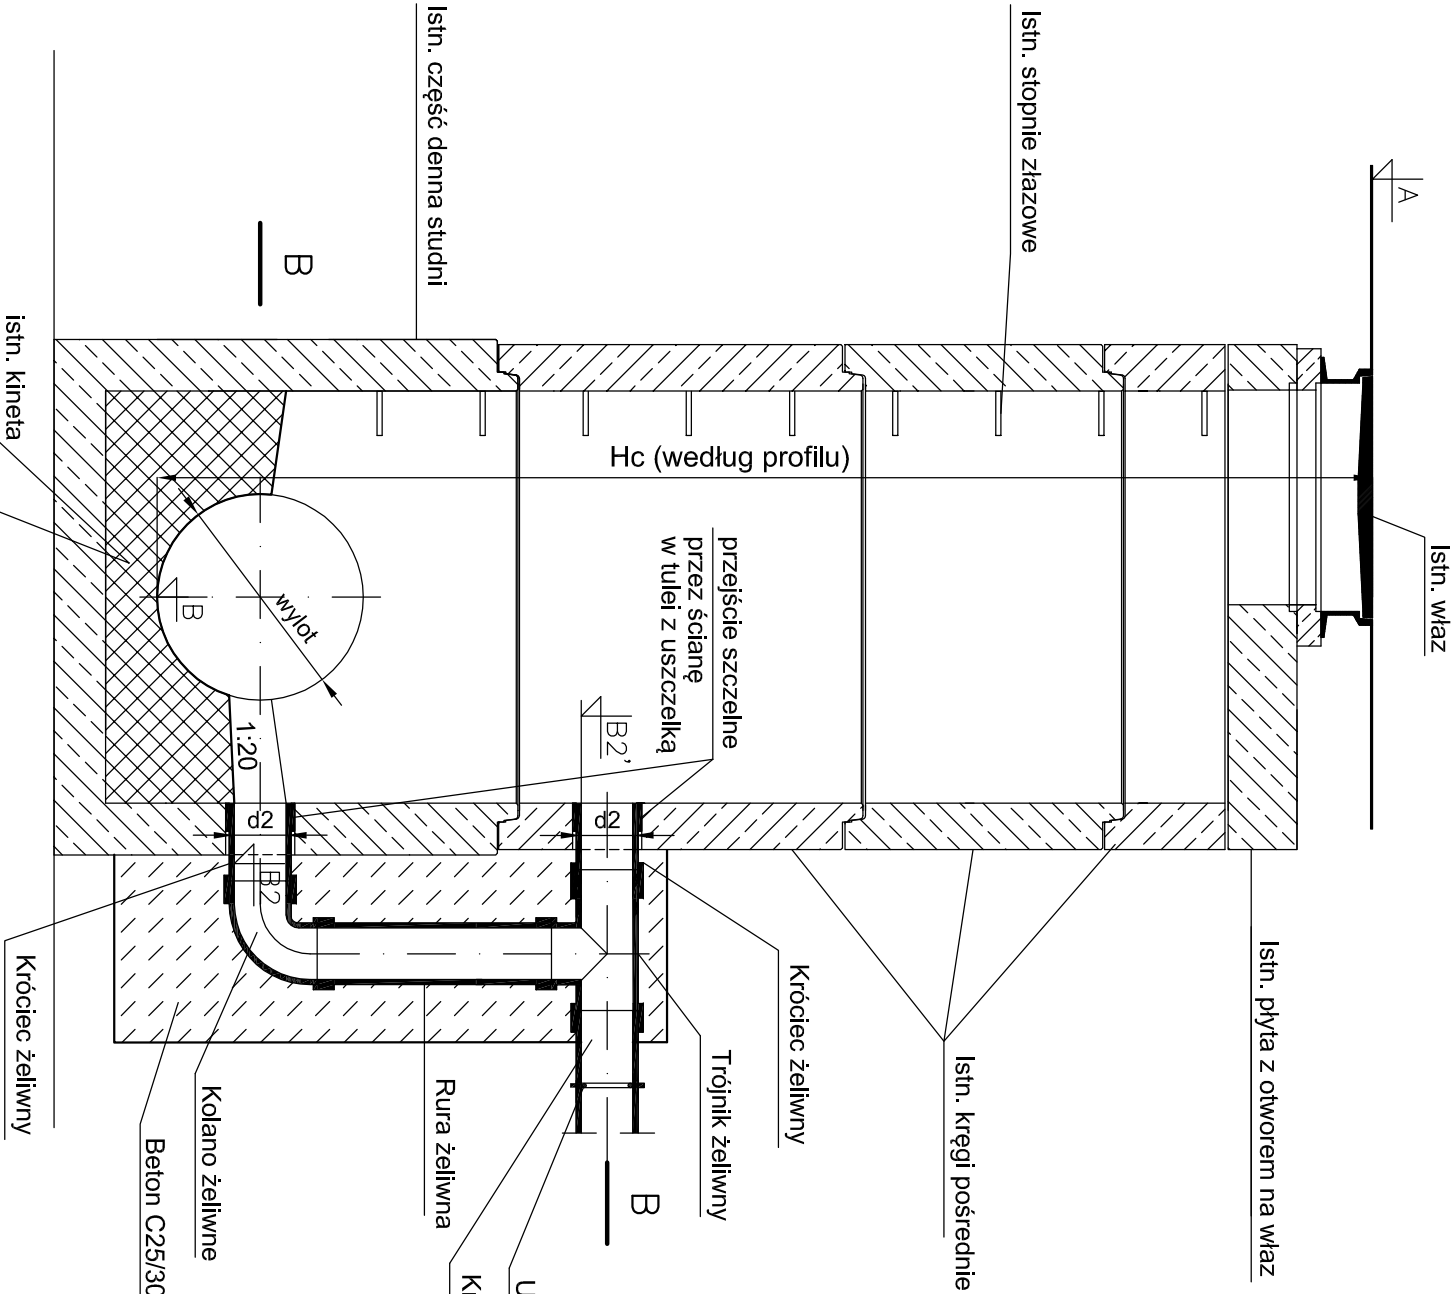 Istn. właz
A
Istn. stopnie złazowe
Istn. płyta z otworem na właz
Istn. kręgi pośrednie
Hc (według profilu)
przejście szczelne
przez ścianę
w tulei z uszczelką
Króciec żeliwny
Trójnik żeliwny
B2'
d2
B
Istn. część denna studni
Rura żeliwna
B
wylot
B
1:20
d2
B2
Kolano żeliwne
Beton C25/30
istn. kineta
Króciec żeliwny